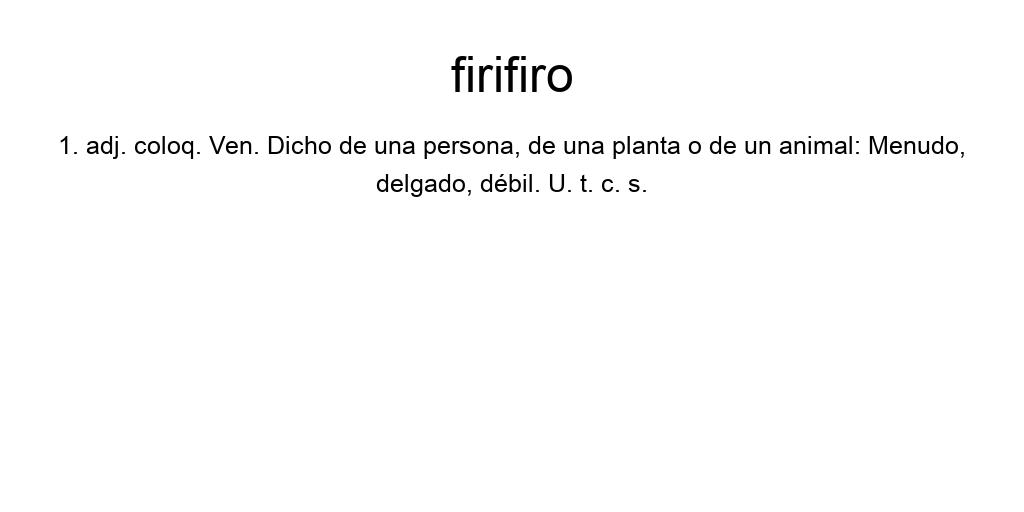 firifiro
1. adj. coloq. Ven. Dicho de una persona, de una planta o de un animal: Menudo,
delgado, débil. U. t. c. s.